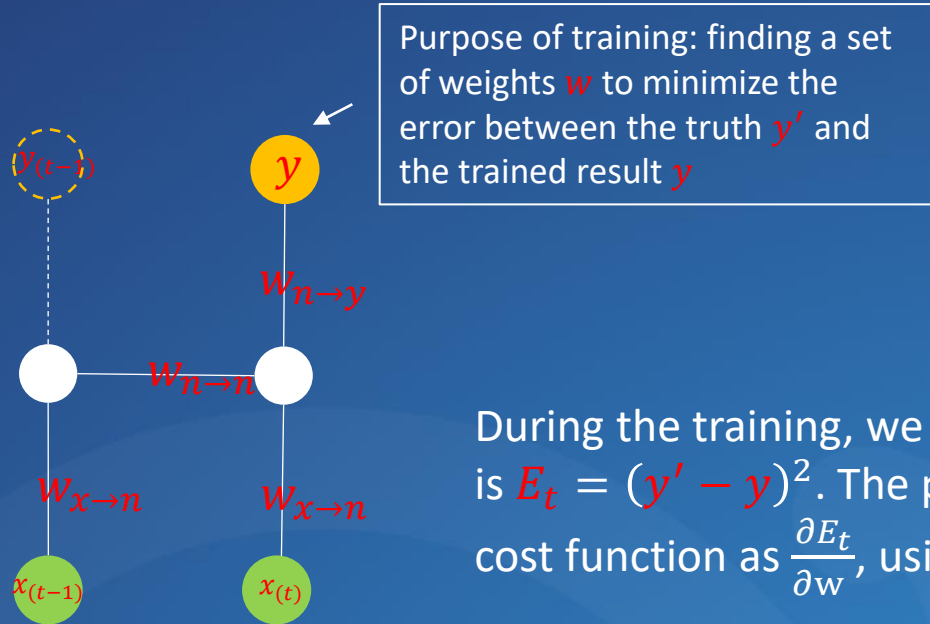 Purpose of training: finding a set
of weights w to minimize the
error between the truth y′ and
the trained result y
y(t−1)
y
wn→y
wn→n
wx→n
wx→n
x(t−1)
x(t)
During the training, we
is Et = (y′ − y)². The p
cost function as ∂Et/∂w, usi